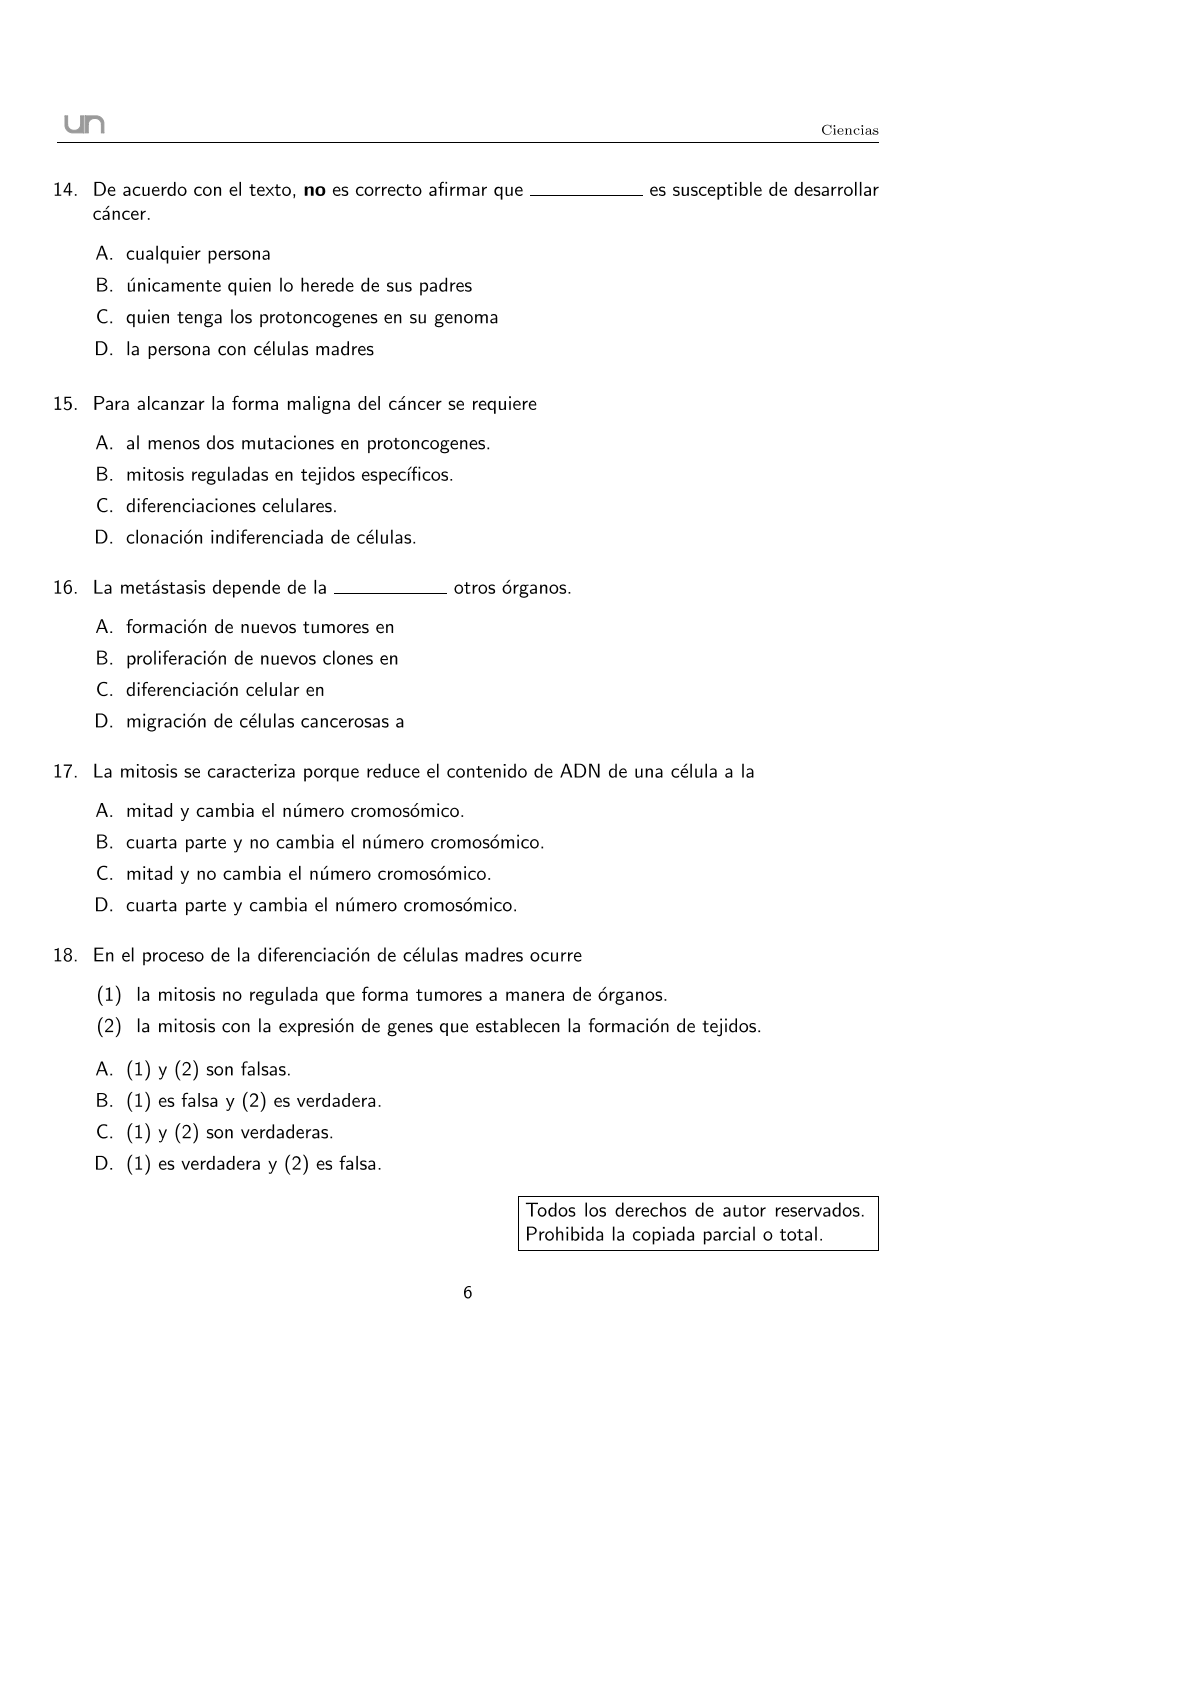 un
Ciencias
14. De acuerdo con el texto, no es correcto afirmar que ___________ es susceptible de desarrollar
cáncer.
A. cualquier persona
B. únicamente quien lo herede de sus padres
C. quien tenga los protoncogenes en su genoma
D. la persona con células madres
15. Para alcanzar la forma maligna del cáncer se requiere
A. al menos dos mutaciones en protoncogenes.
B. mitosis reguladas en tejidos específicos.
C. diferenciaciones celulares.
D. clonación indiferenciada de células.
16. La metástasis depende de la ___________ otros órganos.
A. formación de nuevos tumores en
B. proliferación de nuevos clones en
C. diferenciación celular en
D. migración de células cancerosas a
17. La mitosis se caracteriza porque reduce el contenido de ADN de una célula a la
A. mitad y cambia el número cromosómico.
B. cuarta parte y no cambia el número cromosómico.
C. mitad y no cambia el número cromosómico.
D. cuarta parte y cambia el número cromosómico.
18. En el proceso de la diferenciación de células madres ocurre
(1) la mitosis no regulada que forma tumores a manera de órganos.
(2) la mitosis con la expresión de genes que establecen la formación de tejidos.
A. (1) y (2) son falsas.
B. (1) es falsa y (2) es verdadera.
C. (1) y (2) son verdaderas.
D. (1) es verdadera y (2) es falsa.
Todos los derechos de autor reservados.
Prohibida la copiada parcial o total.
6